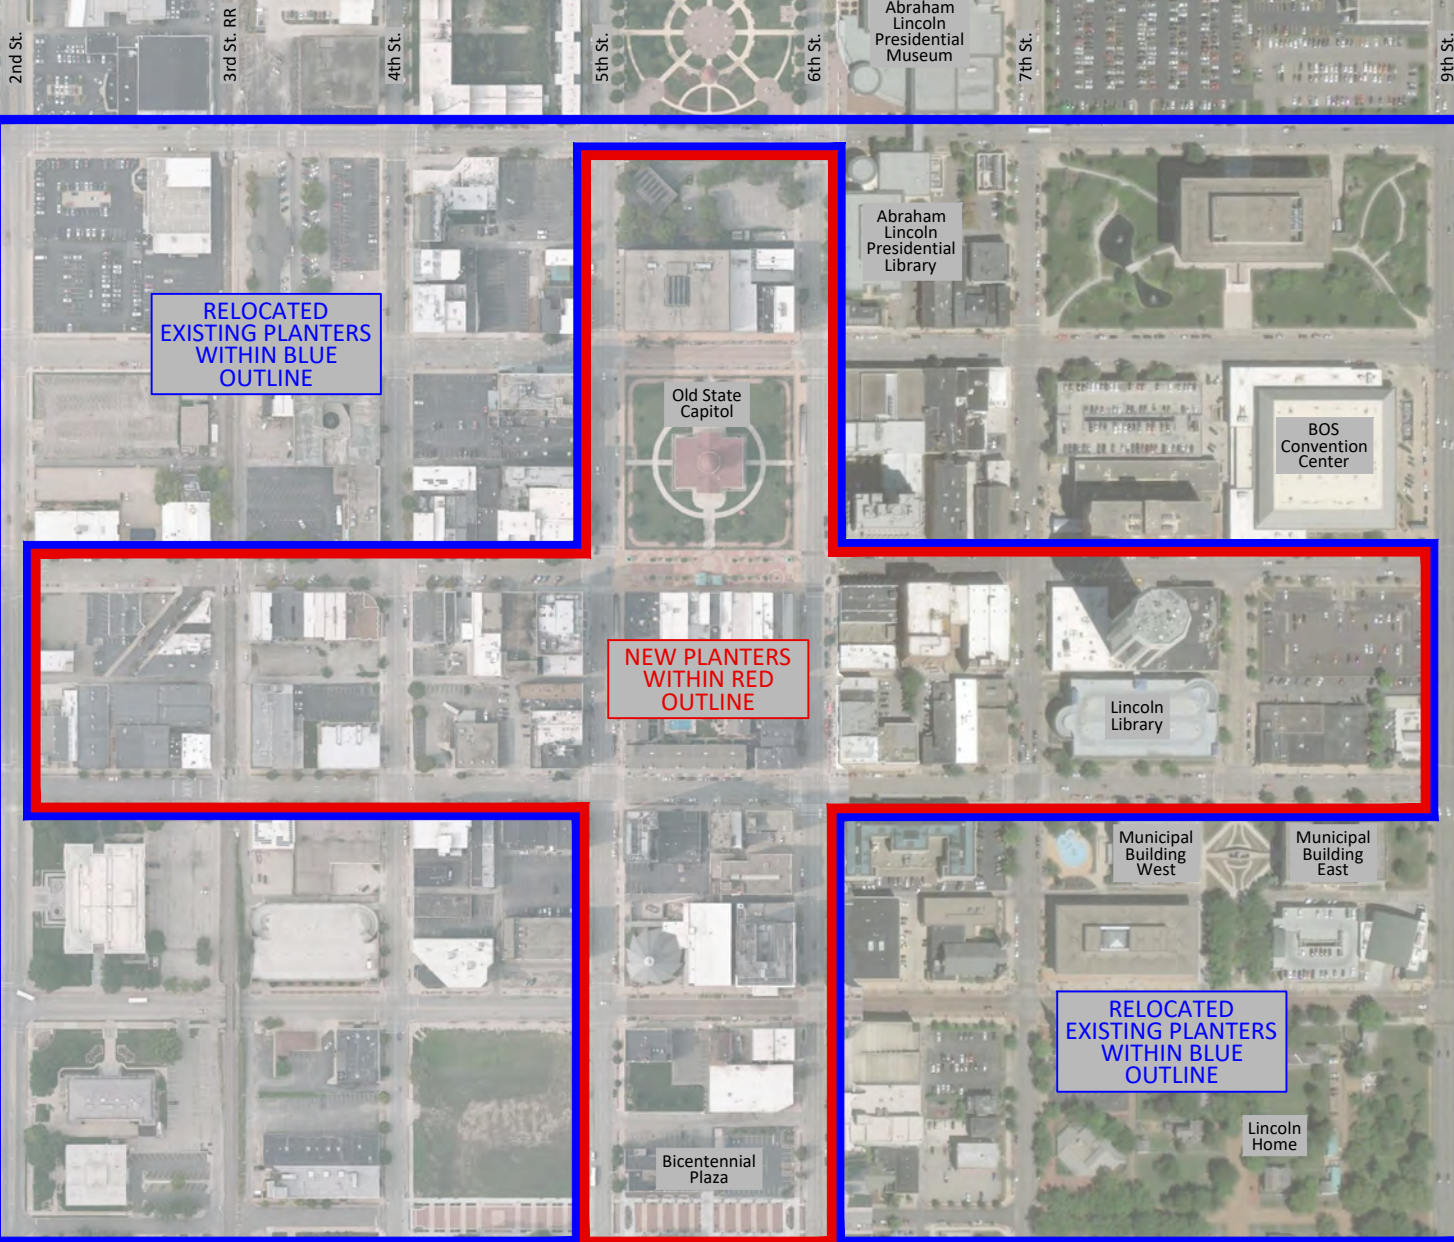 2nd St.
3rd St. RR
4th St.
5th St.
6th St.
Abraham
Lincoln
Presidential
Museum
7th St.
9th St.
Abraham
Lincoln
Presidential
Library
RELOCATED
EXISTING PLANTERS
WITHIN BLUE
OUTLINE
Old State
Capitol
BOS
Convention
Center
NEW PLANTERS
WITHIN RED
OUTLINE
Lincoln
Library
Municipal
Building
West
Municipal
Building
East
RELOCATED
EXISTING PLANTERS
WITHIN BLUE
OUTLINE
Lincoln
Home
Bicentennial
Plaza